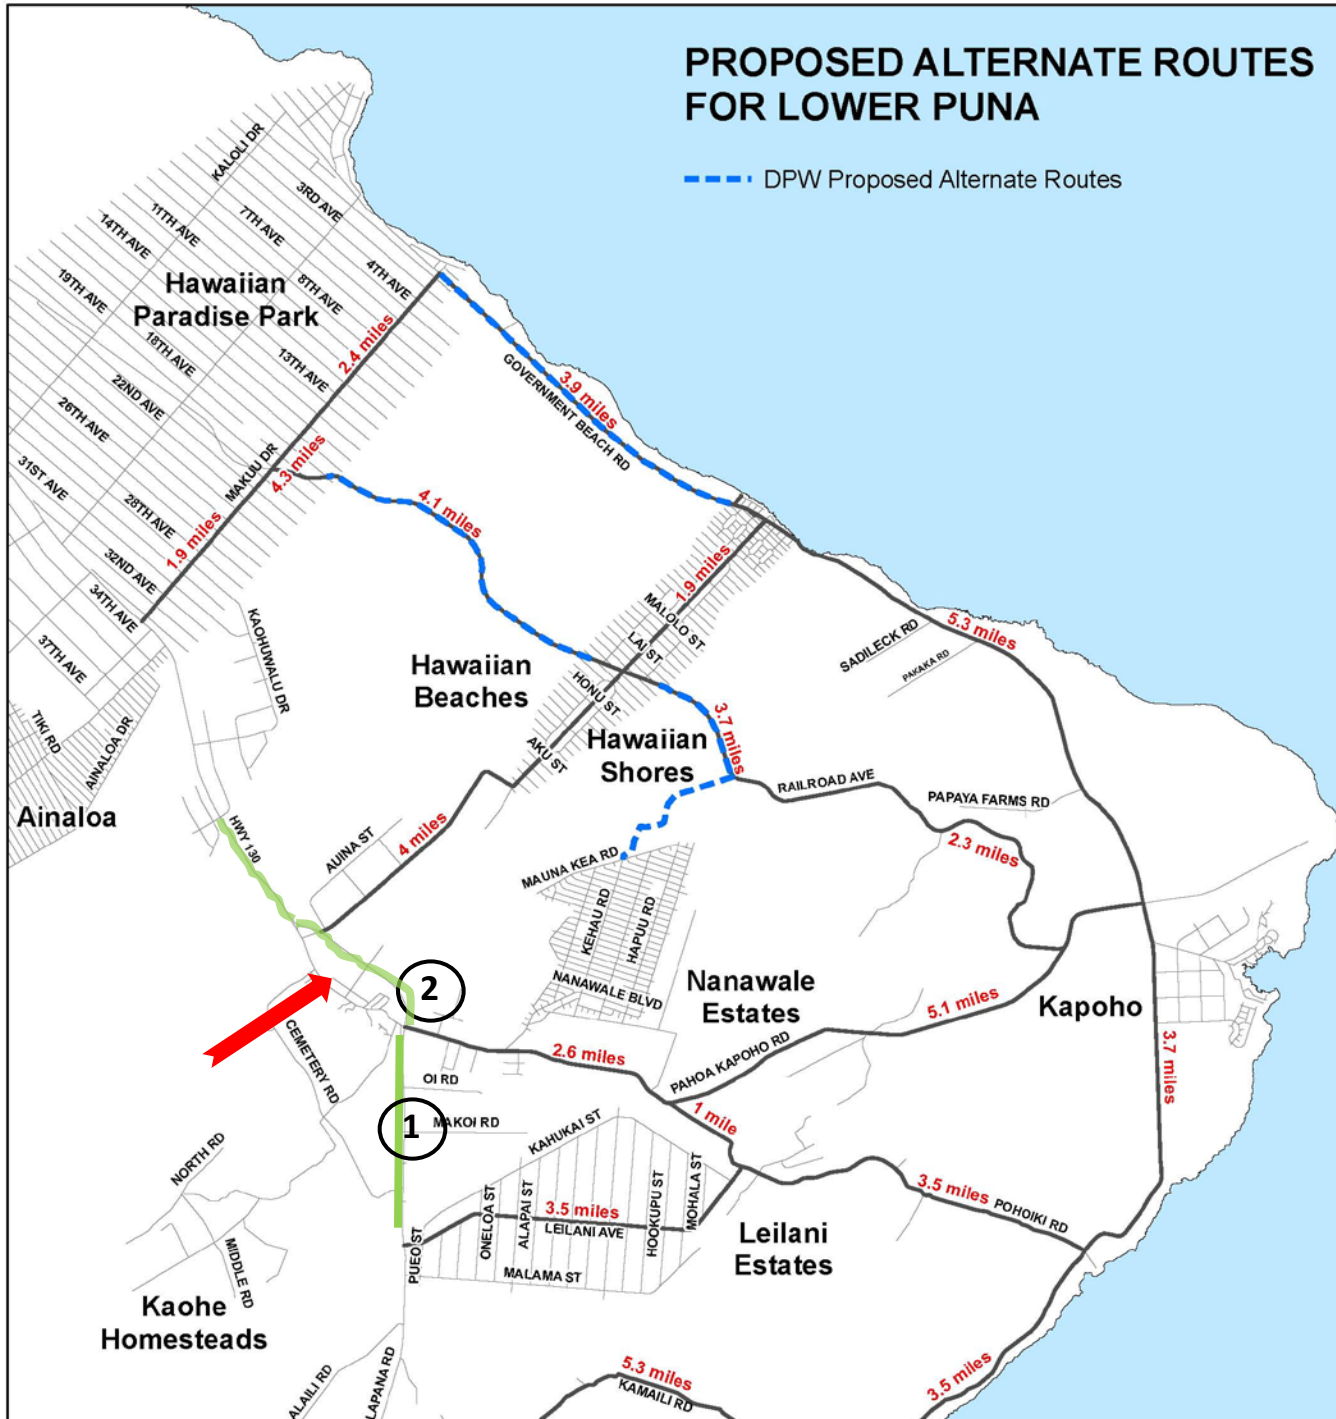 PROPOSED ALTERNATE ROUTES
FOR LOWER PUNA
DPW Proposed Alternate Routes
KALOLI DR
3RD AVE
11TH AVE
7TH AVE
14TH AVE
4TH AVE
8TH AVE
19TH AVE
Hawaiian
Paradise Park
2.4 miles
18TH AVE
13TH AVE
22ND AVE
26TH AVE
GOVERNMENT BEACH RD
3.9 miles
MAKUU DR
4.3 miles
31ST AVE
28TH AVE
4.1 miles
1.9 miles
32ND AVE
34TH AVE
37TH AVE
KAOHUWALU DR
1.9 miles
MALOLO ST
LAI ST
HONU ST
AKU ST
SADILECK RD
5.3 miles
PAKAKA RD
Hawaiian
Beaches
TIKI RD
AINALOA DR
Hawaiian
Shores
3.7 miles
RAILROAD AVE
PAPAYA FARMS RD
Ainaloa
HWY 130
AUINA ST
4 miles
2.3 miles
MAUNA KEA RD
KEHAU RD
HAPUU RD
NANAWALE BLVD
Nanawale
Estates
2
5.1 miles
Kapoho
CEMETERY RD
2.6 miles
PAHOA KAPOHO RD
3.7 miles
OI RD
1
MAKOI RD
1 mile
KAHUKAI ST
NORTH RD
ONELOA ST
ALAPAI ST
3.5 miles
LEILANI AVE
HOOKUPU ST
MOHALA ST
3.5 miles
POHOIKI RD
PUEO ST
Leilani
Estates
MIDDLE RD
MALAMA ST
Kaohe
Homesteads
ALAILI RD
LAPANA RD
5.3 miles
KAMAILI RD
3.5 miles